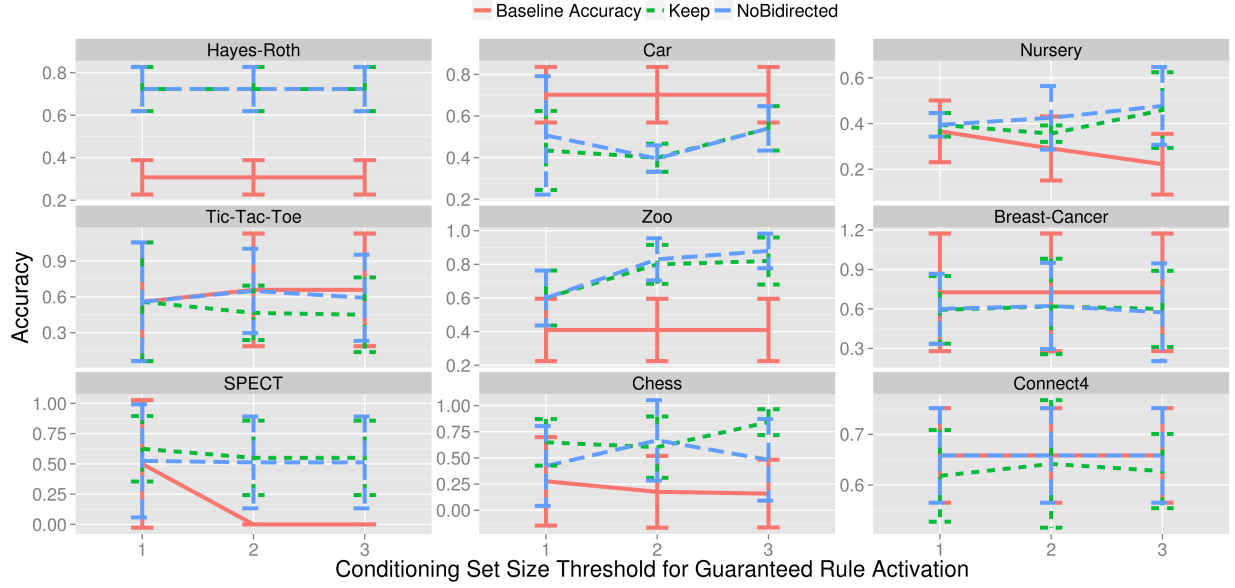 Baseline Accuracy Keep NoBidirected
Hayes-Roth Car Nursery
0.8 0.8 0.6
0.6 0.6 0.4
0.4 0.4 0.2
0.2 0.2
Tic-Tac-Toe Zoo Breast-Cancer
0.9 1.0 1.2
0.6 0.8 0.9
0.3 0.6 0.6
0.4 0.3
0.2
Accuracy
SPECT Chess Connect4
1.00 1.00 0.7
0.75 0.75 0.6
0.50 0.50
0.25 0.25
0.00 0.00
1 2 3 1 2 3 1 2 3
Conditioning Set Size Threshold for Guaranteed Rule Activation